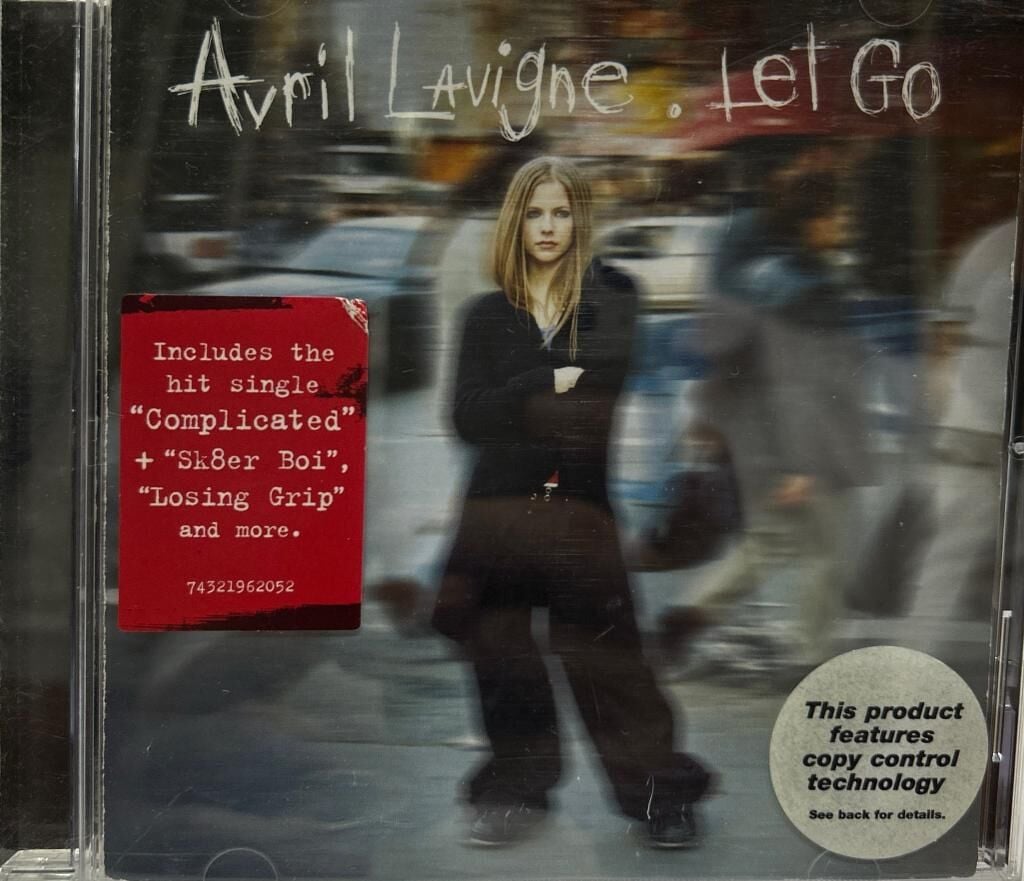 Avril Lavigne . Let Go
Includes the
hit single
“Complicated”
+ “Sk8er Boi”,
“Losing Grip”
and more.
74321962052
This product
features
copy control
technology
See back for details.